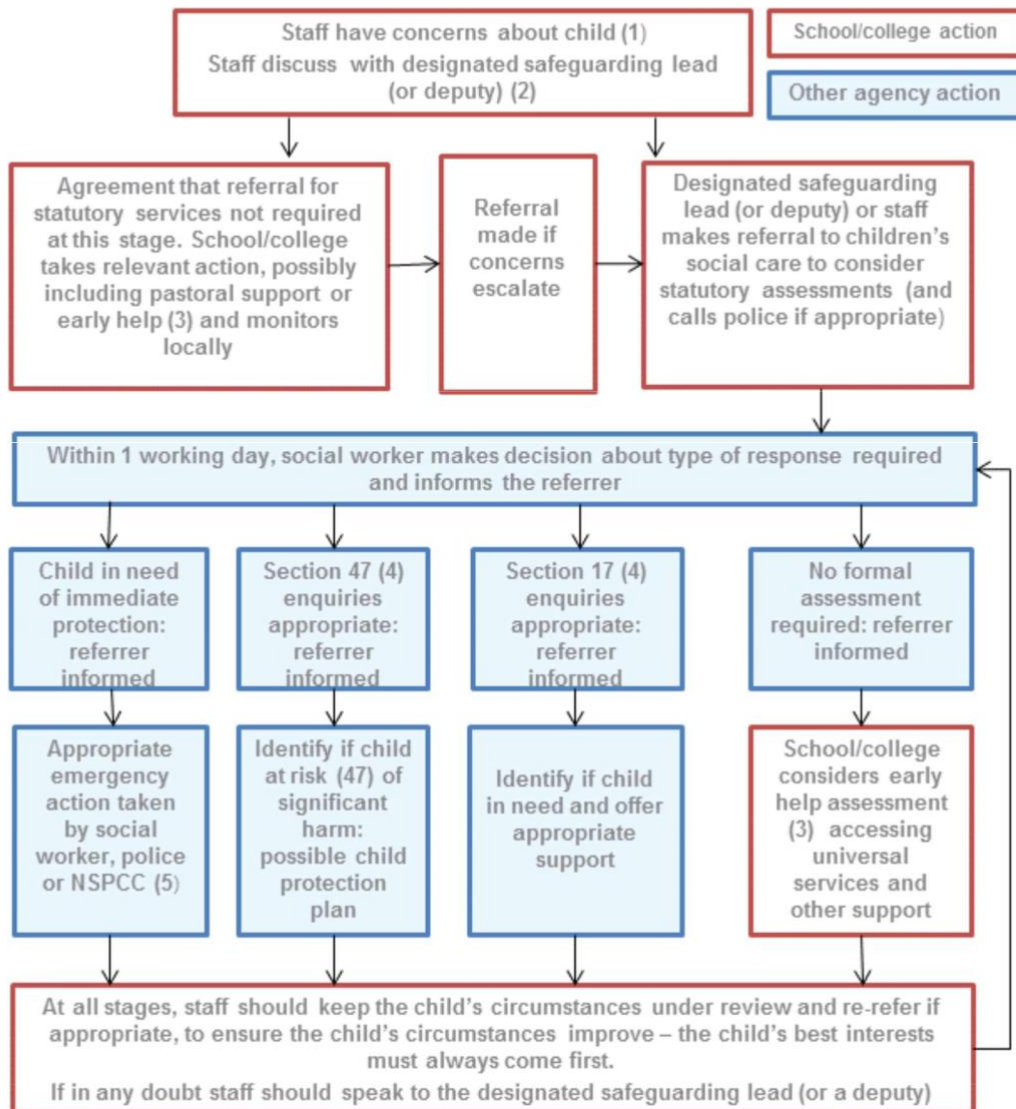 Staff have concerns about child (1)
Staff discuss with designated safeguarding lead
(or deputy) (2)
School/college action
Other agency action
Agreement that referral for
statutory services not required
at this stage. School/college
takes relevant action, possibly
including pastoral support or
early help (3) and monitors
locally
Referral
made if
concerns
escalate
Designated safeguarding
lead (or deputy) or staff
makes referral to children's
social care to consider
statutory assessments (and
calls police if appropriate)
Within 1 working day, social worker makes decision about type of response required
and informs the referrer
Child in need
of immediate
protection:
referrer
informed
Section 47 (4)
enquiries
appropriate:
referrer
informed
Section 17 (4)
enquiries
appropriate:
referrer
informed
No formal
assessment
required: referrer
informed
Appropriate
emergency
action taken
by social
worker, police
or NSPCC (5)
Identify if child
at risk (47) of
significant
harm:
possible child
protection
plan
Identify if child
in need and offer
appropriate
support
School/college
considers early
help assessment
(3) accessing
universal
services and
other support
At all stages, staff should keep the child's circumstances under review and re-refer if
appropriate, to ensure the child's circumstances improve – the child's best interests
must always come first.
If in any doubt staff should speak to the designated safeguarding lead (or a deputy)